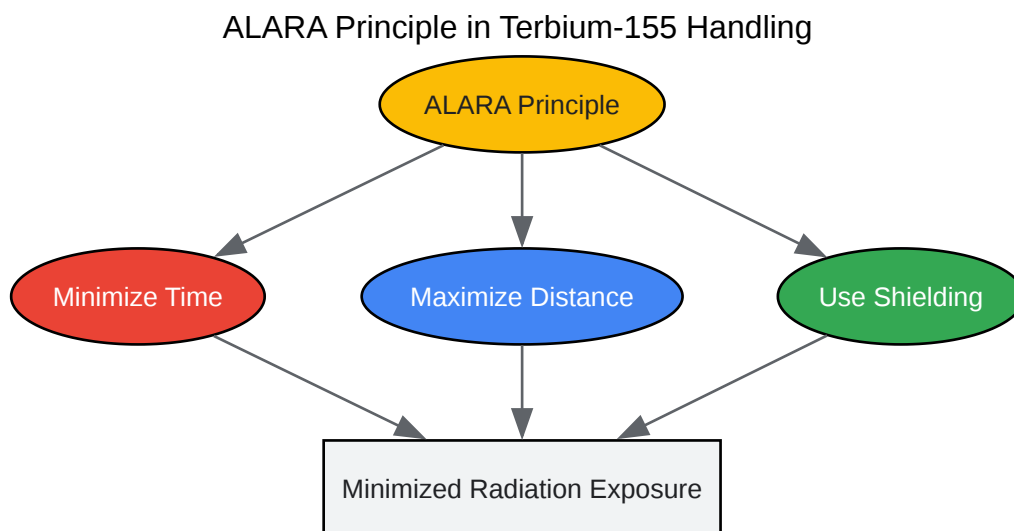 ALARA Principle in Terbium-155 Handling
ALARA Principle
Minimize Time
Maximize Distance
Use Shielding
Minimized Radiation Exposure